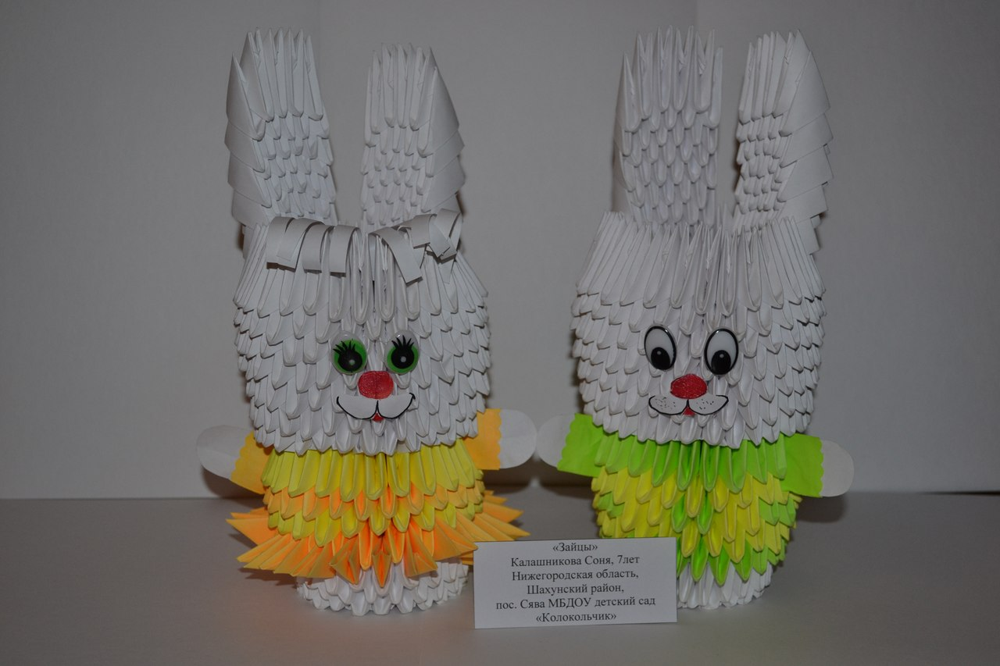 «Зайцы»
Калашникова Соня, 7лет
Нижегородская область,
Шахунский район,
пос. Сява МБДОУ детский сад
«Колокольчик»